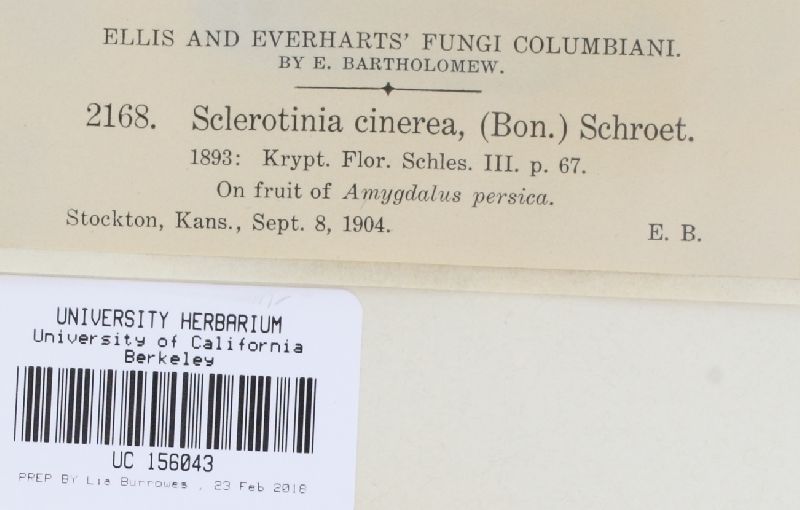 ELLIS AND EVERHARTS' FUNGI COLUMBIANI.
BY E. BARTHOLOMEW.
2168. Sclerotinia cinerea, (Bon.) Schroet.
1893: Krypt. Flor. Schles. III. p. 67.
On fruit of Amygdalus persica.
Stockton, Kans., Sept. 8, 1904. E. B.
UNIVERSITY HERBARIUM
University of California
Berkeley
UC 156043
PREP BY Lia Burrowes , 23 Feb 2018